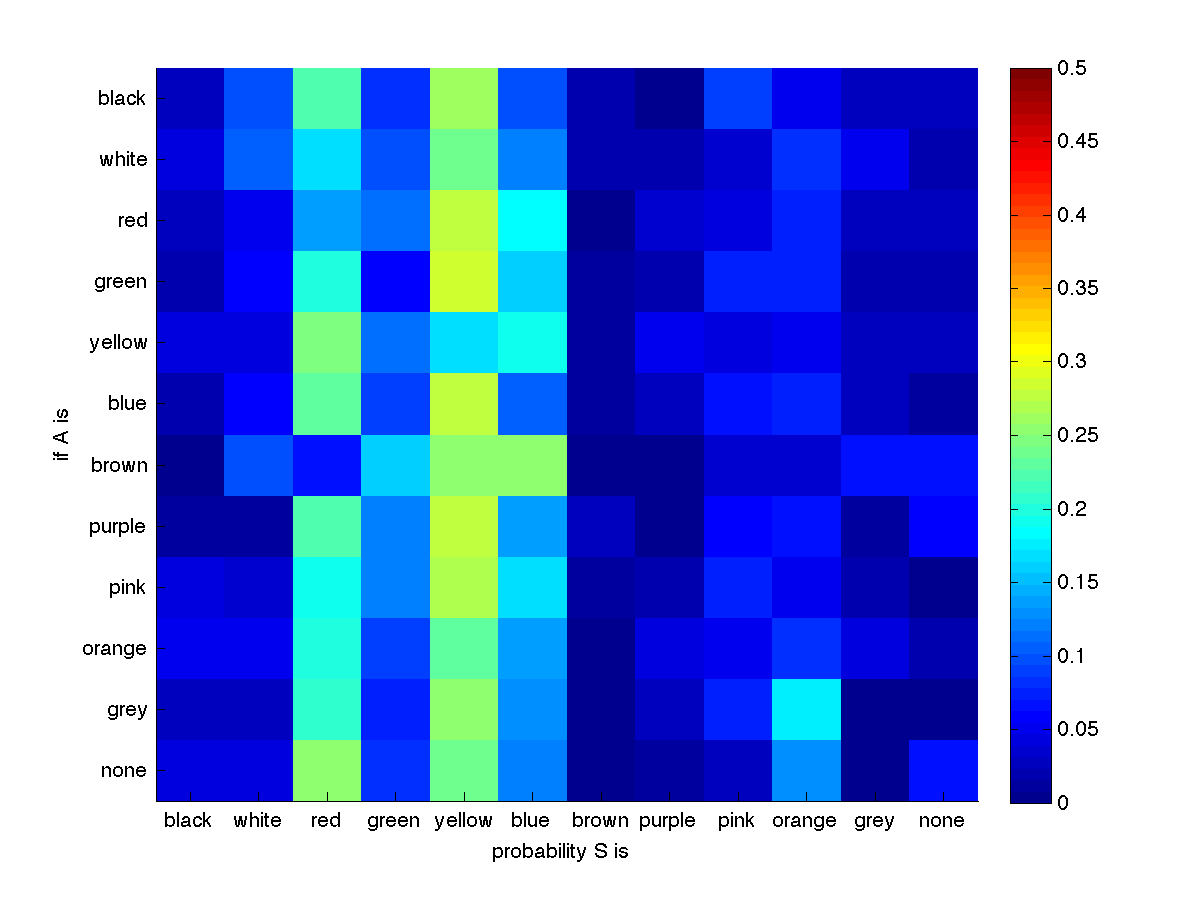 black
white
red
green
yellow
blue
brown
purple
pink
orange
grey
none
if A is
black white red green yellow blue brown purple pink orange grey none
probability S is
0.5
0.45
0.4
0.35
0.3
0.25
0.2
0.15
0.1
0.05
0